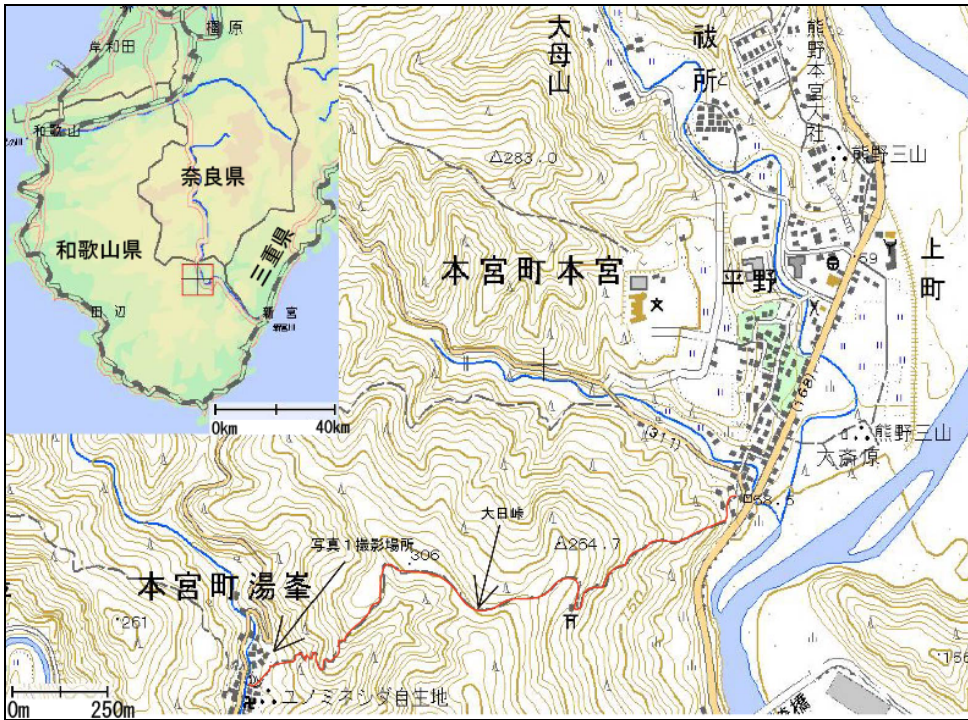 岸和田
橿原
和歌山
奈良県
和歌山県
三重県
田辺
新宮
0km 40km
大母山
祓所
熊野本宮大社
熊野三山
△283.0
本宮町本宮
平野
59
上町
(168)
(311)
熊野三山
大斎原
58.5
大日峠
写真1撮影場所
306
△264.7
本宮町湯峯
150
261
ユノミネシダ自生地
156
橋
0m 250m